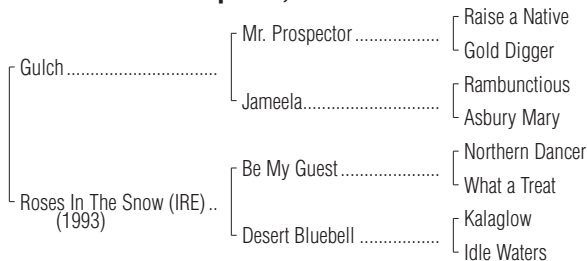 Gulch ................................
Roses In The Snow (IRE) ..
(1993)
Mr. Prospector ..................
Jameela.............................
Be My Guest .....................
Desert Bluebell .................
Raise a Native
Gold Digger
Rambunctious
Asbury Mary
Northern Dancer
What a Treat
Kalaglow
Idle Waters